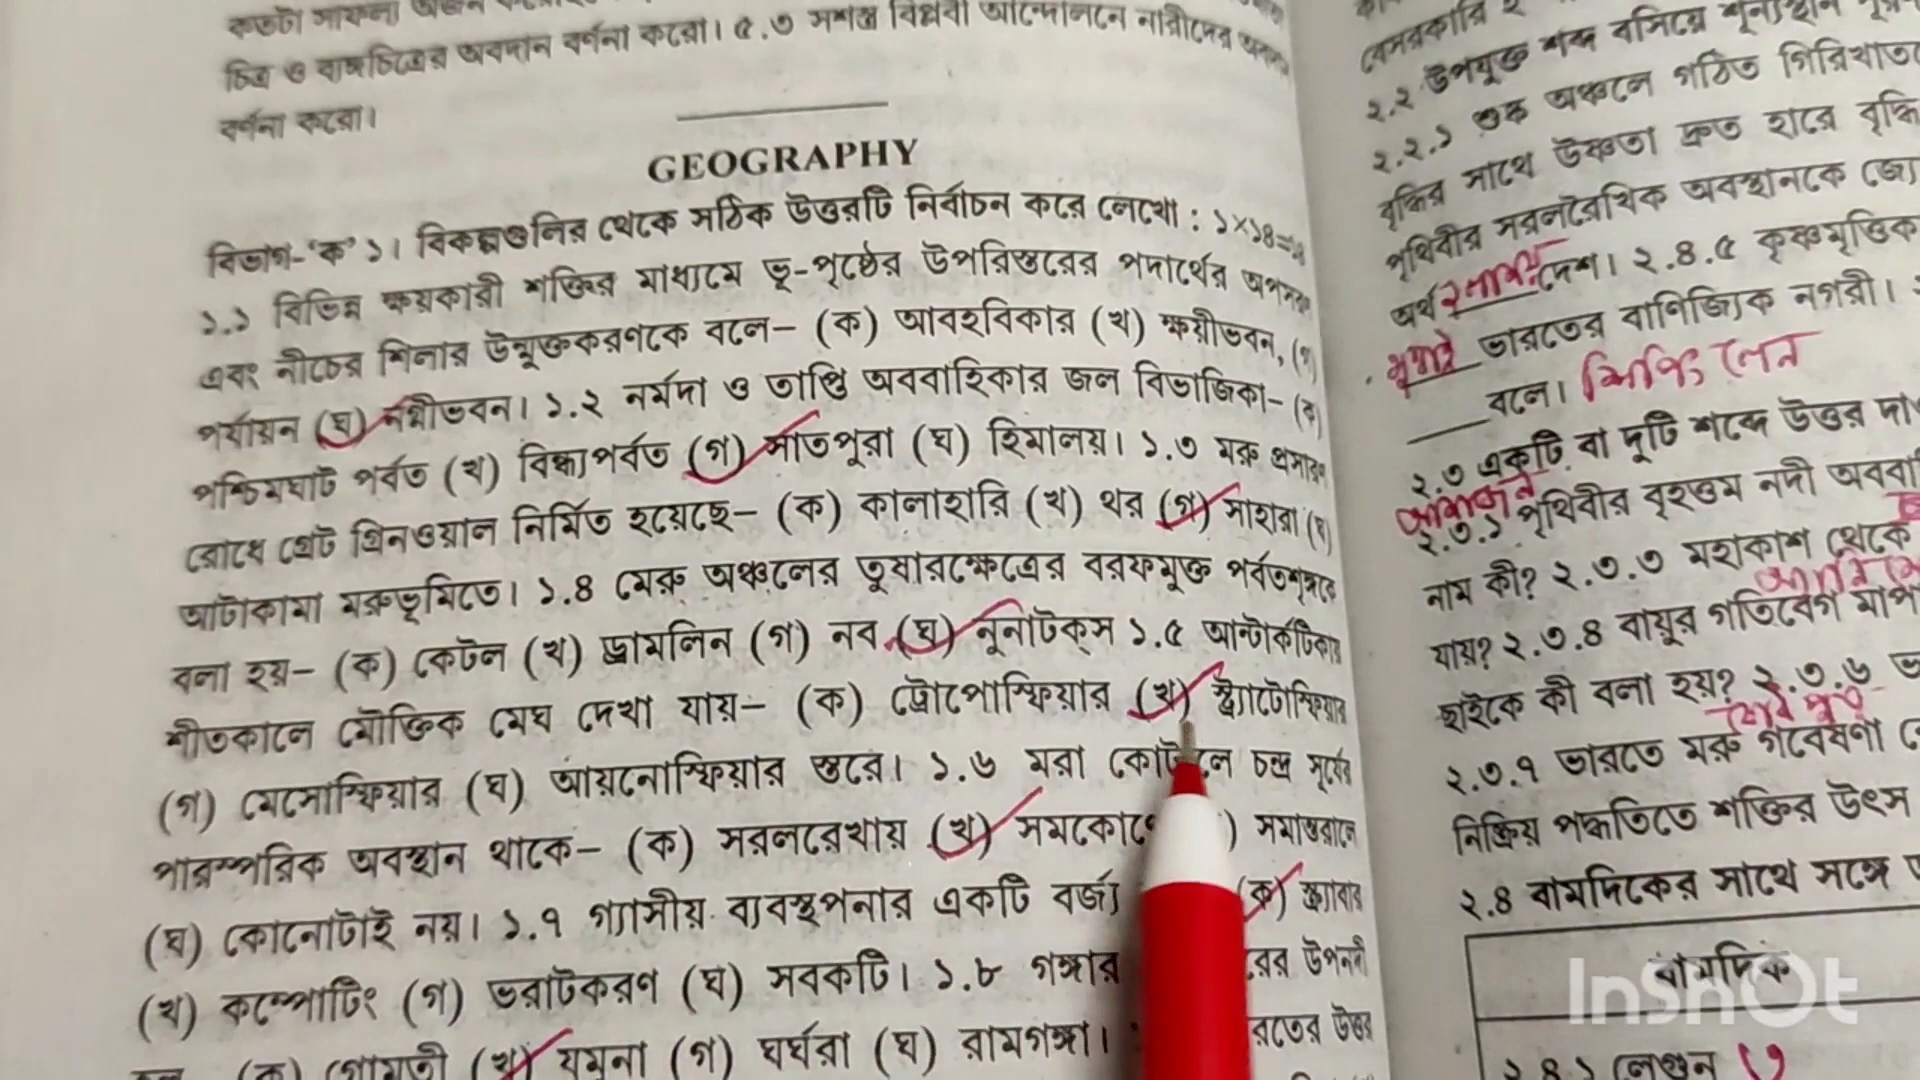 চিত্র ও ব্যঙ্গচিত্রের অবদান বর্ণনা করো। ৫.৩ সশস্ত্র বিপ্লবী আন্দোলনে নারীদের
বর্ণনা করো।
GEOGRAPHY
বিভাগ-‘ক’ ১। বিকল্পগুলির থেকে সঠিক উত্তরটি নির্বাচন করে লেখো : ১×১৪=
১.১ বিভিন্ন ক্ষয়কারী শক্তির মাধ্যমে ভূ-পৃষ্ঠের উপরিস্তরের পদার্থের
এবং নীচের শিলার উন্মুক্তকরণকে বলে– (ক) আবহবিকার (খ) ক্ষয়ীভবন, (গ)
পর্যায়ন (ঘ) নগ্নীভবন। ১.২ নর্মদা ও তাপ্তি অববাহিকার জল বিভাজিকা– (ক)
পশ্চিমঘাট পর্বত (খ) বিন্ধ্যপর্বত (গ) সাতপুরা (ঘ) হিমালয়। ১.৩ মরু প্রসারণ
রোধে গ্রেট গ্রিনওয়াল নির্মিত হয়েছে– (ক) কালাহারি (খ) থর (গ) সাহারা (ঘ)
আটাকামা মরুভূমিতে। ১.৪ মেরু অঞ্চলের তুষারক্ষেত্রের বরফমুক্ত পর্বতশৃঙ্গকে
বলা হয়– (ক) কেটল (খ) ড্রামলিন (গ) নব (ঘ) নুনাটক্স ১.৫ আন্টার্কটিকায়
শীতকালে মৌক্তিক মেঘ দেখা যায়– (ক) ট্রোপোস্ফিয়ার (খ) স্ট্র্যাটোস্ফিয়ার
(গ) মেসোস্ফিয়ার (ঘ) আয়নোস্ফিয়ার স্তরে। ১.৬ মরা কোটালে চন্দ্র সূর্যের
পারস্পরিক অবস্থান থাকে– (ক) সরলরেখায় (খ) সমকোণে ) সমান্তরালে
(ঘ) কোনোটাই নয়। ১.৭ গ্যাসীয় ব্যবস্থপনার একটি বর্জ্য (ক) স্ক্র্যাবার
(খ) কম্পোটিং (গ) ভরাটকরণ (ঘ) সবকটি। ১.৮ গঙ্গার রের উপনদী
(ক) গোমতী (খ) যমুনা (গ) ঘর্ঘরা (ঘ) রামগঙ্গা। রতের উত্তর
২.২ উপযুক্ত শব্দ বসিয়ে শূন্যস্থান
২.২.১ শুষ্ক অঞ্চলে গঠিত গিরিখাত
বৃদ্ধির সাথে উষ্ণতা দ্রুত হারে বৃদ্ধি
পৃথিবীর সরলরৈখিক অবস্থানকে
অর্থ দেশ। ২.৪.৫ কৃষ্ণমৃত্তিক
ভারতের বাণিজ্যিক নগরী।
বলে। শিপিং লেন
২.৩ একটি বা দুটি শব্দে উত্তর
আমাজন
২.৩.১ পৃথিবীর বৃহত্তম নদী
নাম কী? ২.৩.৩ মহাকাশ থেকে
যায়? ২.৩.৪ বায়ুর গতিবেগ
ছাইকে কী বলা হয়? ২.৩.৬
২.৩.৭ ভারতে মরু গবেষণা
নিষ্ক্রিয় পদ্ধতিতে শক্তির উৎস
২.৪ বামদিকের সাথে সঙ্গে
বামদিক
২.৪.১ লেগুন
InShOt